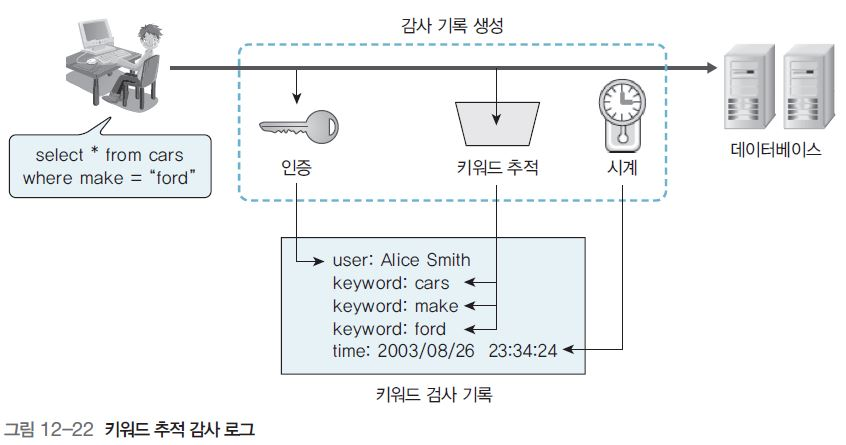 감사 기록 생성
select * from cars
where make = “ford”
인증
키워드 추적
시계
데이터베이스
user: Alice Smith
keyword: cars
keyword: make
keyword: ford
time: 2003/08/26 23:34:24
키워드 검사 기록
그림 12-22 키워드 추적 감사 로그